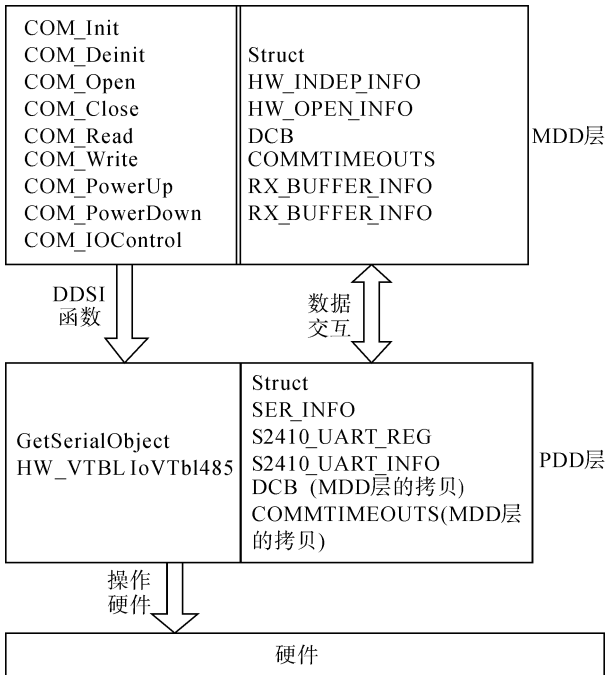 COM_Init
COM_Deinit
COM_Open
COM_Close
COM_Read
COM_Write
COM_PowerUp
COM_PowerDown
COM_IOControl
Struct
HW_INDEP_INFO
HW_OPEN_INFO
DCB
COMMTIMEOUTS
RX_BUFFER_INFO
RX_BUFFER_INFO
MDD层
DDSI
函数
数据
交互
GetSerialObject
HW_VTBL IoVTbl485
Struct
SER_INFO
S2410_UART_REG
S2410_UART_INFO
DCB (MDD层的拷贝)
COMMTIMEOUTS(MDD层
的拷贝)
PDD层
操作
硬件
硬件